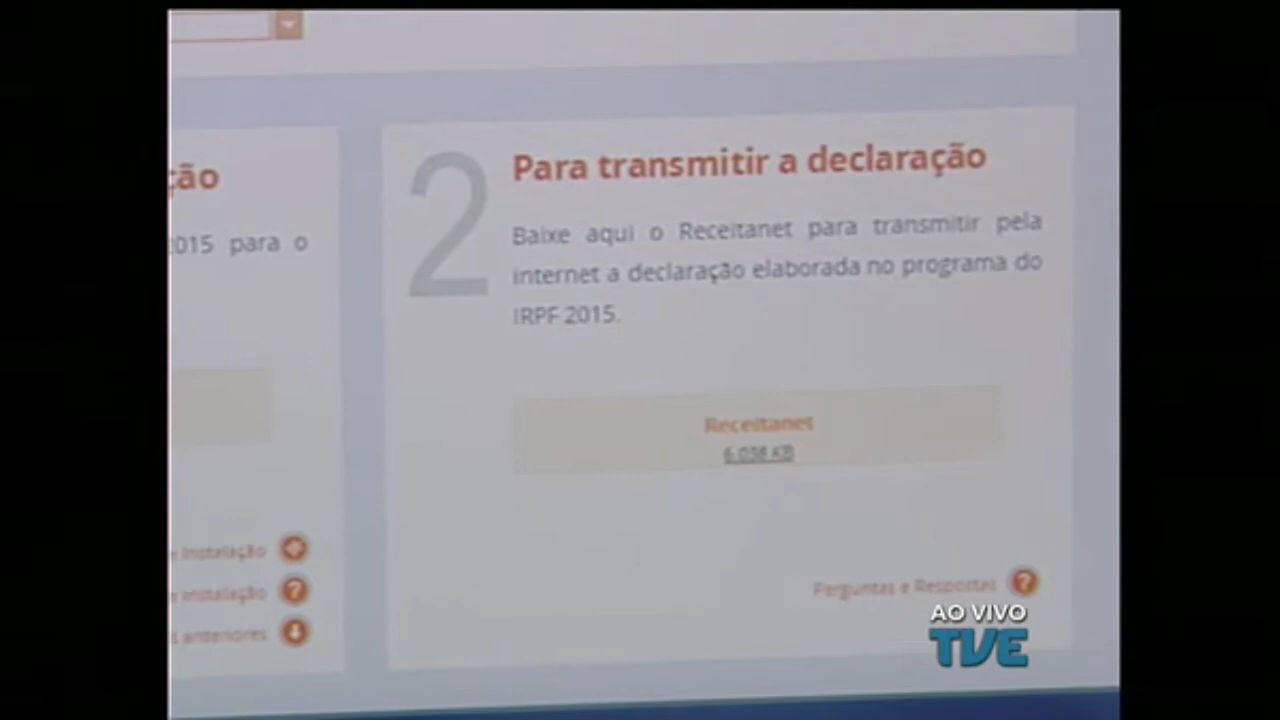 ção
2015 para o
e Instalação
e instalação
s anteriores
2
Para transmitir a declaração
Baixe aqui o Receitanet para transmitir pela
internet a declaração elaborada no programa do
IRPF 2015.
Receitanet
6.038 KB
Perguntas e Respostas
AO VIVO
TVE